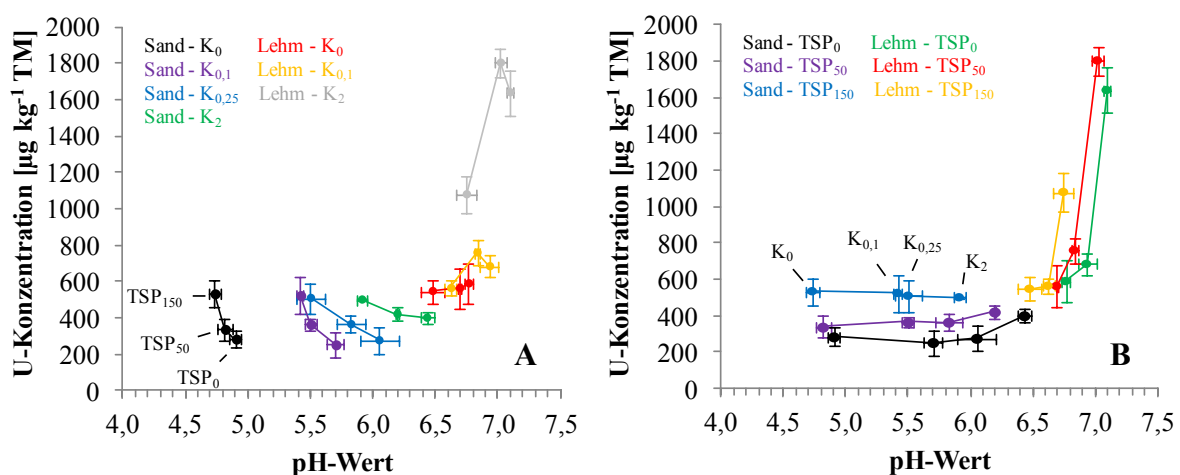 U-Konzentration [µg kg⁻¹ TM]
2000
1800
1600
1400
1200
1000
800
600
400
200
0
Sand - K₀
Sand - K₀,₁
Sand - K₀,₂₅
Sand - K₂
Lehm - K₀
Lehm - K₀,₁
Lehm - K₂
TSP₁₅₀
TSP₅₀
TSP₀
A
4,0 4,5 5,0 5,5 6,0 6,5 7,0 7,5
pH-Wert
U-Konzentration [µg kg⁻¹ TM]
2000
1800
1600
1400
1200
1000
800
600
400
200
0
Sand - TSP₀
Sand - TSP₅₀
Sand - TSP₁₅₀
Lehm - TSP₀
Lehm - TSP₅₀
Lehm - TSP₁₅₀
K₀
K₀,₁
K₀,₂₅
K₂
B
4,0 4,5 5,0 5,5 6,0 6,5 7,0 7,5
pH-Wert